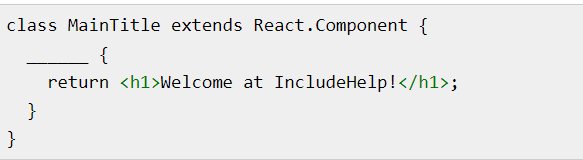 class MainTitle extends React.Component {
  ______ {
    return <h1>Welcome at IncludeHelp!</h1>;
  }
}